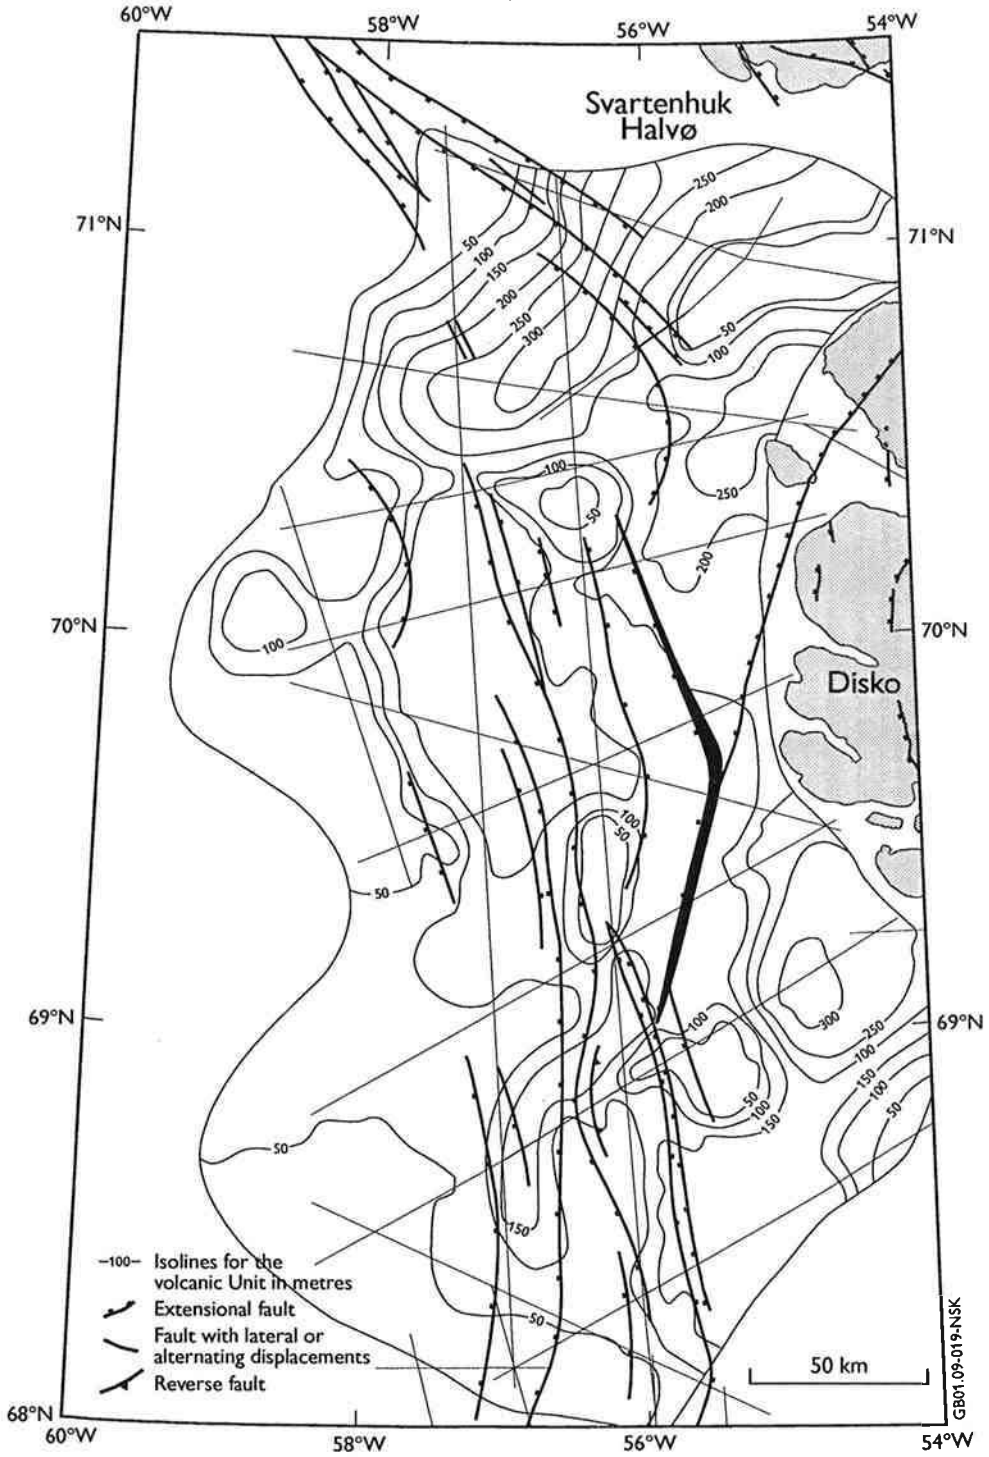 60°W
58°W
56°W
54°W
Svartenhuk
Halvø
250
200
71°N
71°N
50
100
150
200
250
300
50
100
100
50
250
200
70°N
70°N
100
Disko
100
50
50
69°N
69°N
100
300
250
100
150
100
50
50
100
150
50
150
50
–100– Isolines for the
volcanic Unit in metres
Extensional fault
Fault with lateral or
alternating displacements
Reverse fault
50 km
GB01.09-019-NSK
68°N
60°W
58°W
56°W
54°W